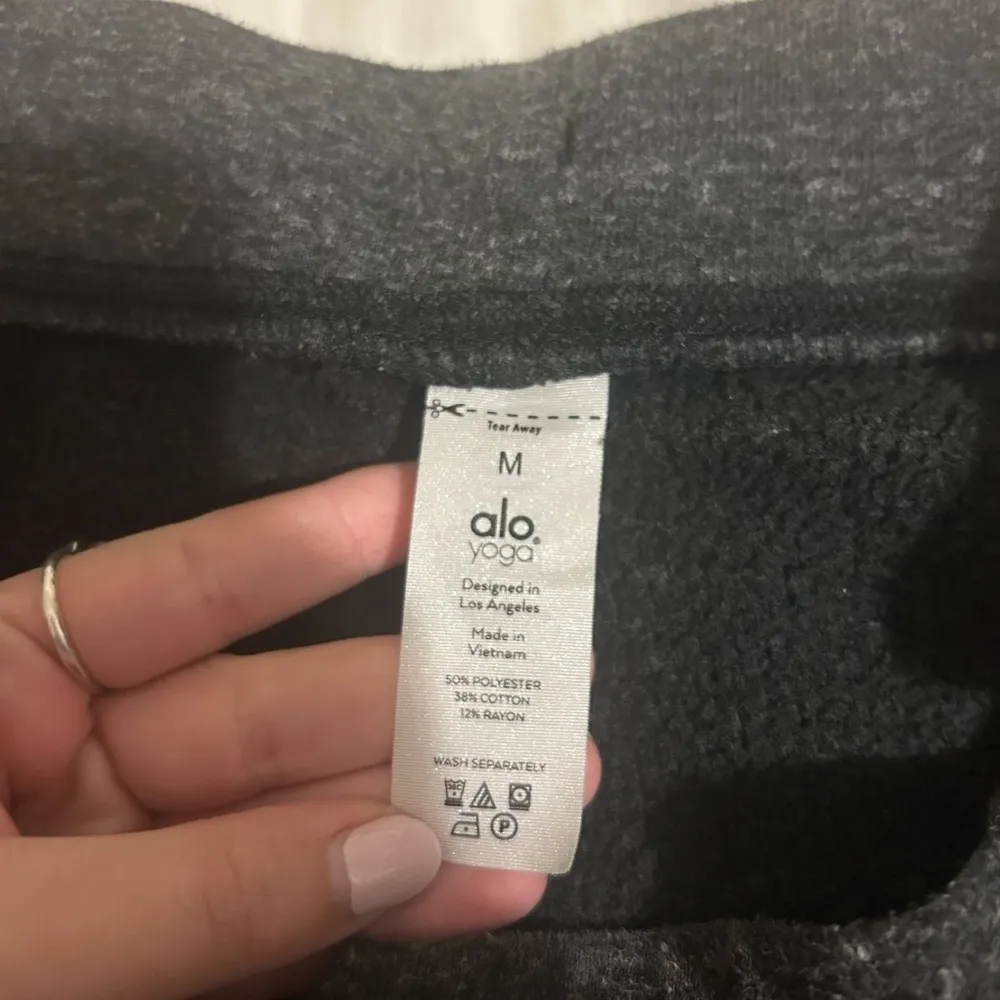 Tear Away
M
alo®
yoga
Designed in
Los Angeles
Made in
Vietnam
50% POLYESTER
38% COTTON
12% RAYON
WASH SEPARATELY
P